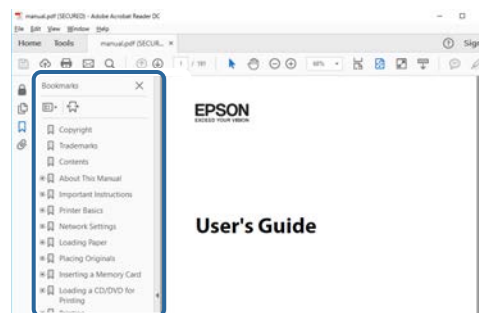 manual.pdf (SECURED) - Adobe Acrobat Reader DC
File Edit View Window Help
Home Tools manual.pdf (SECUR... ×
Sign
1 / 191
Bookmarks
EPSON
EXCEED YOUR VISION
Copyright
Trademarks
Contents
About This Manual
Important Instructions
Printer Basics
User's Guide
Network Settings
Loading Paper
Placing Originals
Inserting a Memory Card
Loading a CD/DVD for
Printing